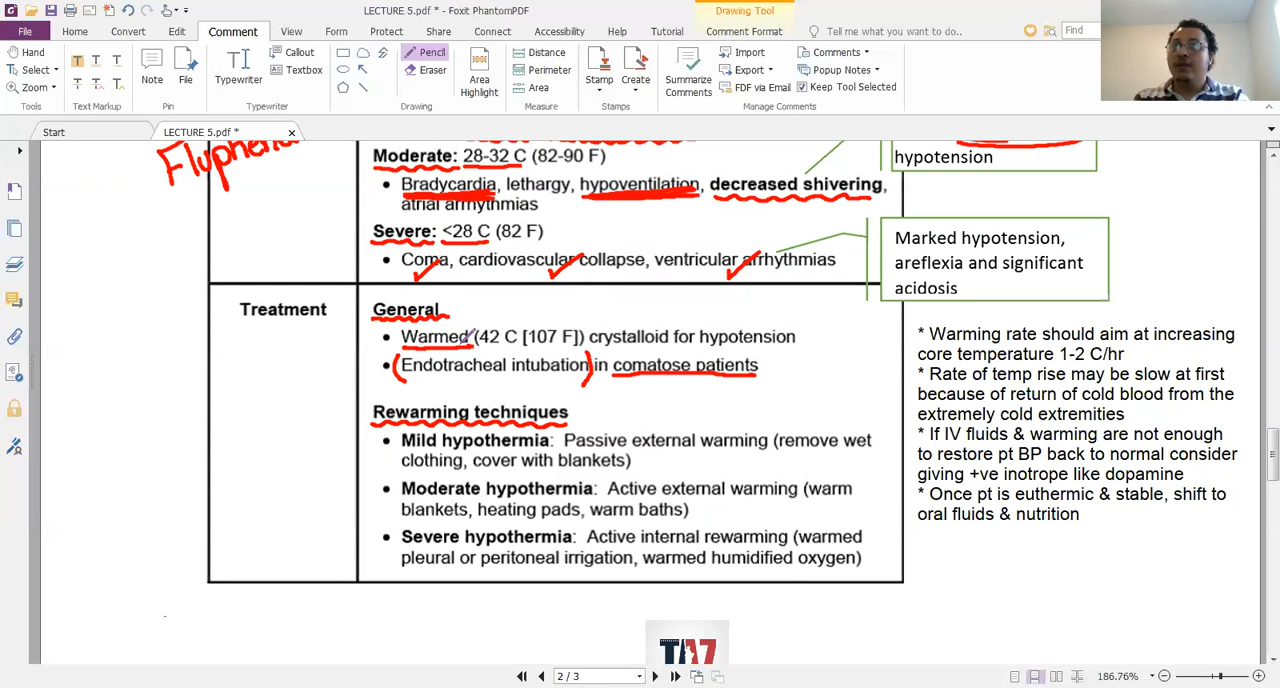 LECTURE 5.pdf * - Foxit PhantomPDF
Drawing Tool
File Home Convert Edit Comment View Form Protect Share Connect Accessibility Help Tutorial Comment Format Tell me what you want to do.. Find
Hand
Select
Zoom
Tools
Text Markup
Note
File
Pin
Typewriter
Callout
Textbox
Typewriter
Pencil
Eraser
Drawing
Area
Highlight
Distance
Perimeter
Area
Measure
Stamp
Create
Stamps
Summarize
Comments
Import
Export
FDF via Email
Comments
Popup Notes
Keep Tool Selected
Manage Comments
Start
LECTURE 5.pdf *
Fluphena
Moderate: 28-32 C (82-90 F)
• Bradycardia, lethargy, hypoventilation, decreased shivering,
atrial arrhythmias
Severe: <28 C (82 F)
• Coma, cardiovascular collapse, ventricular arrhythmias
hypotension
Marked hypotension,
areflexia and significant
acidosis
Treatment
General
• Warmed (42 C [107 F]) crystalloid for hypotension
• (Endotracheal intubation) in comatose patients
Rewarming techniques
• Mild hypothermia: Passive external warming (remove wet
clothing, cover with blankets)
• Moderate hypothermia: Active external warming (warm
blankets, heating pads, warm baths)
• Severe hypothermia: Active internal rewarming (warmed
pleural or peritoneal irrigation, warmed humidified oxygen)
* Warming rate should aim at increasing
core temperature 1-2 C/hr
* Rate of temp rise may be slow at first
because of return of cold blood from the
extremely cold extremities
* If IV fluids & warming are not enough
to restore pt BP back to normal consider
giving +ve inotrope like dopamine
* Once pt is euthermic & stable, shift to
oral fluids & nutrition
2 / 3
186.76%